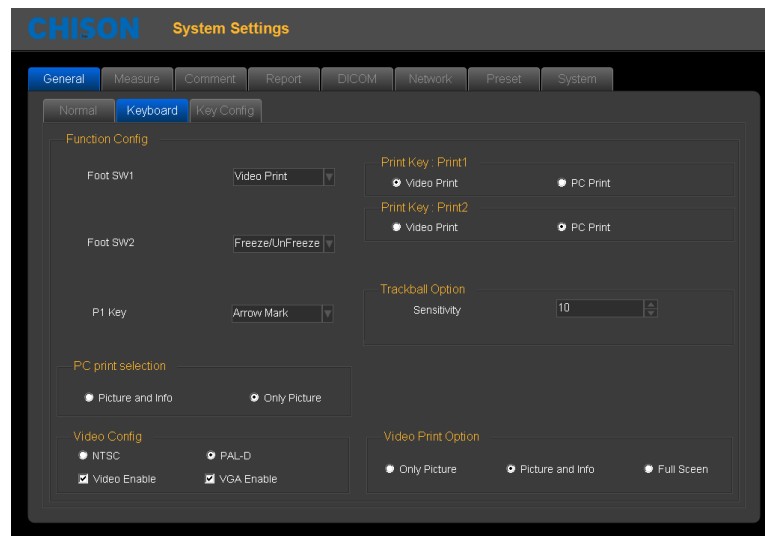 CHISON System Settings
General Measure Comment Report DICOM Network Preset System
Normal Keyboard Key Config
Function Config
Foot SW1 Video Print
Print Key : Print1
Video Print PC Print
Print Key : Print2
Video Print PC Print
Foot SW2 Freeze/UnFreeze
Trackball Option
Sensitivity 10
P1 Key Arrow Mark
PC print selection
Picture and Info Only Picture
Video Config
NTSC PAL-D
Video Enable VGA Enable
Video Print Option
Only Picture Picture and Info Full Sceen